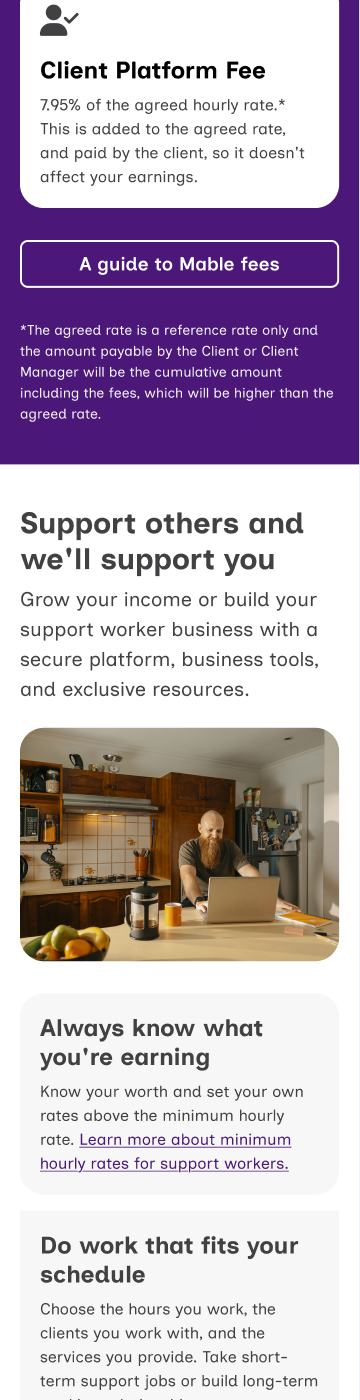 Client Platform Fee
7.95% of the agreed hourly rate.*
This is added to the agreed rate,
and paid by the client, so it doesn't
affect your earnings.
A guide to Mable fees
*The agreed rate is a reference rate only and
the amount payable by the Client or Client
Manager will be the cumulative amount
including the fees, which will be higher than the
agreed rate.
Support others and
we'll support you
Grow your income or build your
support worker business with a
secure platform, business tools,
and exclusive resources.
Always know what
you're earning
Know your worth and set your own
rates above the minimum hourly
rate. Learn more about minimum
hourly rates for support workers.
Do work that fits your
schedule
Choose the hours you work, the
clients you work with, and the
services you provide. Take short-
term support jobs or build long-term